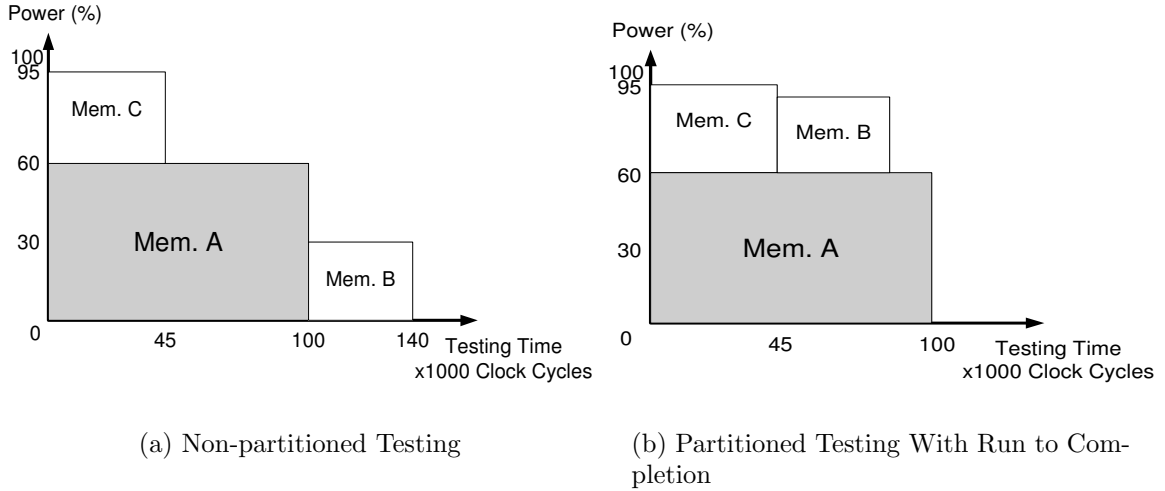 Power (%)
100
95
Mem. C
60
Mem. A
30
Mem. B
0
45
100
140
Testing Time
x1000 Clock Cycles
(a) Non-partitioned Testing
Power (%)
100
95
Mem. C
Mem. B
60
Mem. A
30
0
45
100
Testing Time
x1000 Clock Cycles
(b) Partitioned Testing With Run to Com-
pletion